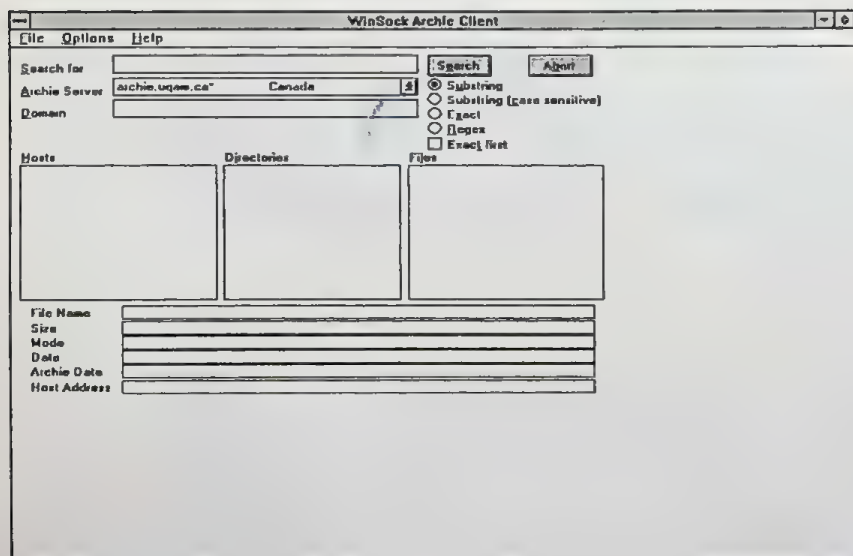 WinSock Archie Client
File Options Help
Search for
Search
Abort
Archie Server
archie.uqam.ca* Canada
Substring
Substring (case sensitive)
Domain
Exact
Regex
Exact first
Hosts
Directories
Files
File Name
Size
Mode
Date
Archie Date
Host Address